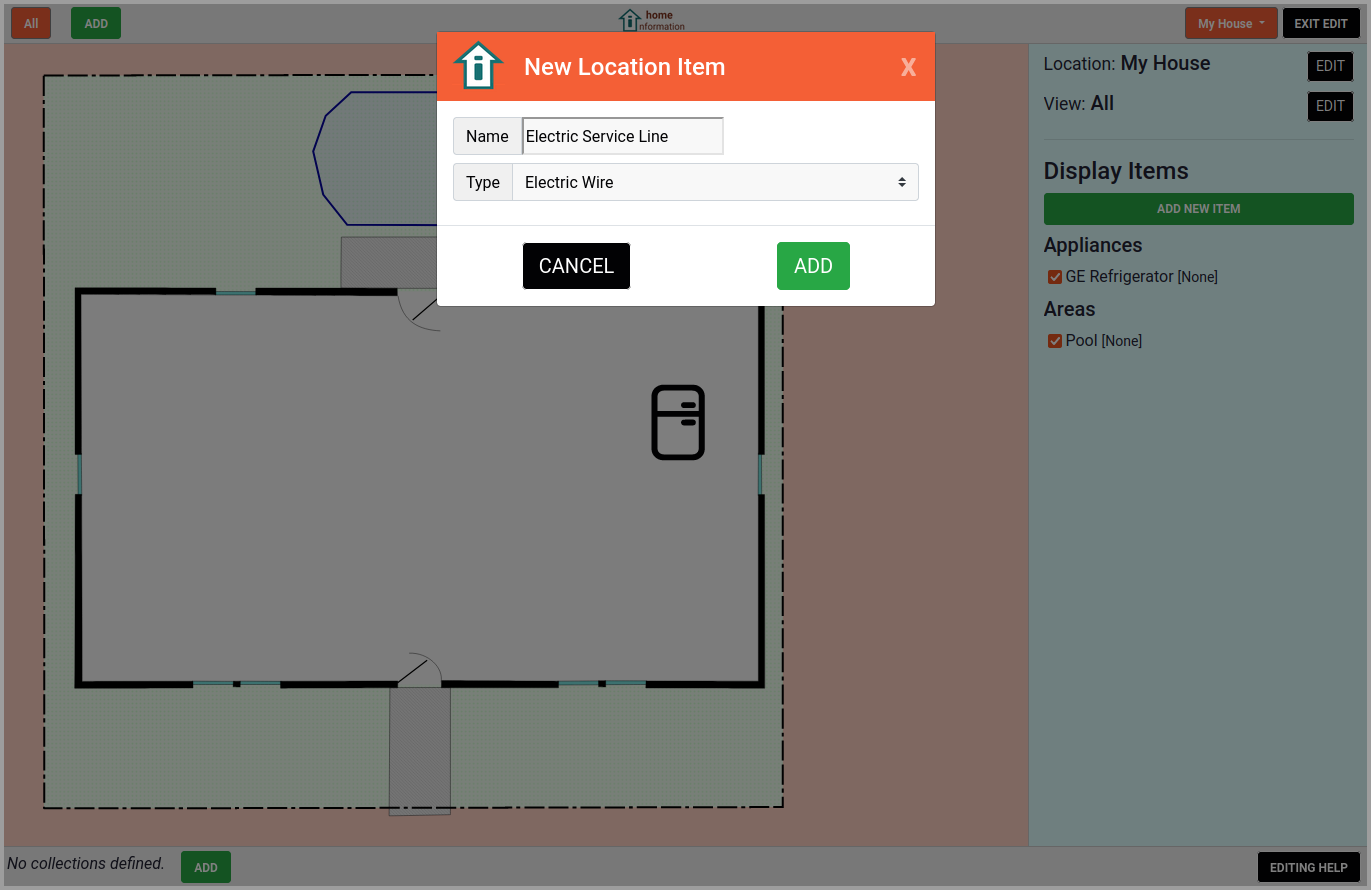 All
ADD
home
nformation
My House
EXIT EDIT
New Location Item
X
Name
Electric Service Line
Type
Electric Wire
CANCEL
ADD
Location: My House
EDIT
View: All
EDIT
Display Items
ADD NEW ITEM
Appliances
GE Refrigerator [None]
Areas
Pool [None]
No collections defined.
ADD
EDITING HELP